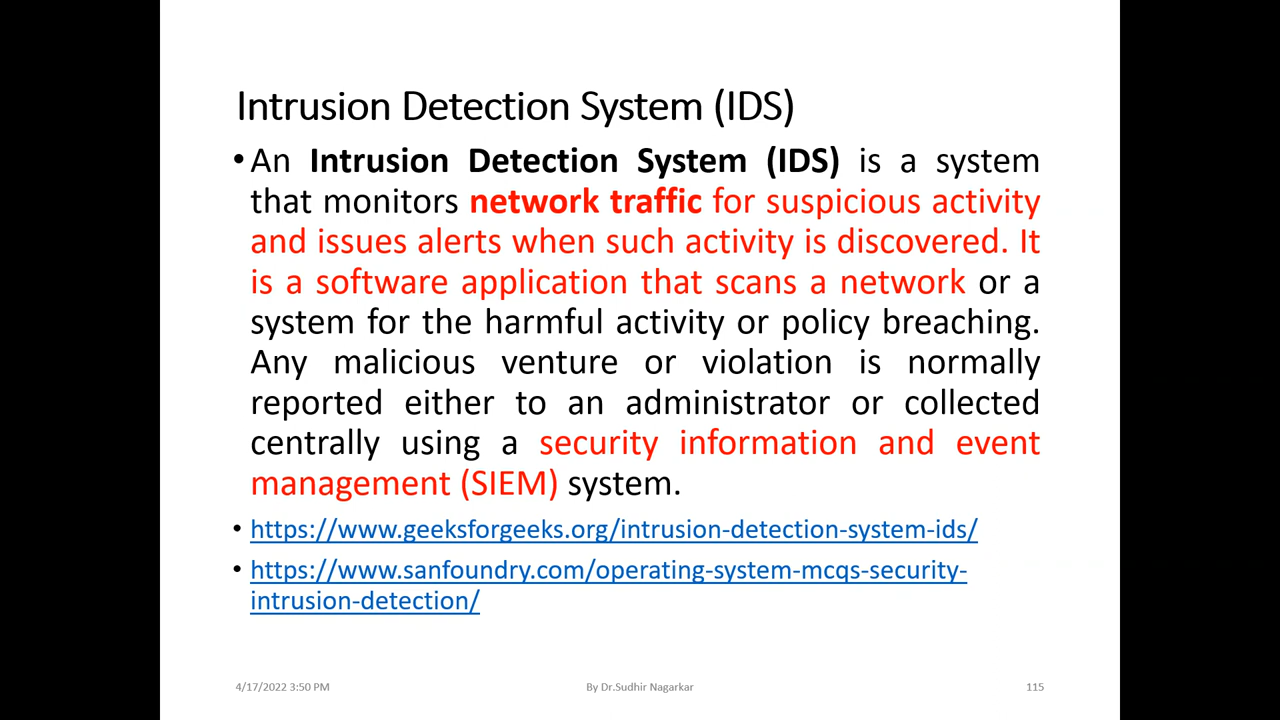 Intrusion Detection System (IDS)
• An Intrusion Detection System (IDS) is a system
that monitors network traffic for suspicious activity
and issues alerts when such activity is discovered. It
is a software application that scans a network or a
system for the harmful activity or policy breaching.
Any malicious venture or violation is normally
reported either to an administrator or collected
centrally using a security information and event
management (SIEM) system.
• https://www.geeksforgeeks.org/intrusion-detection-system-ids/
• https://www.sanfoundry.com/operating-system-mcqs-security-
intrusion-detection/
4/17/2022 3:50 PM
By Dr.Sudhir Nagarkar
115